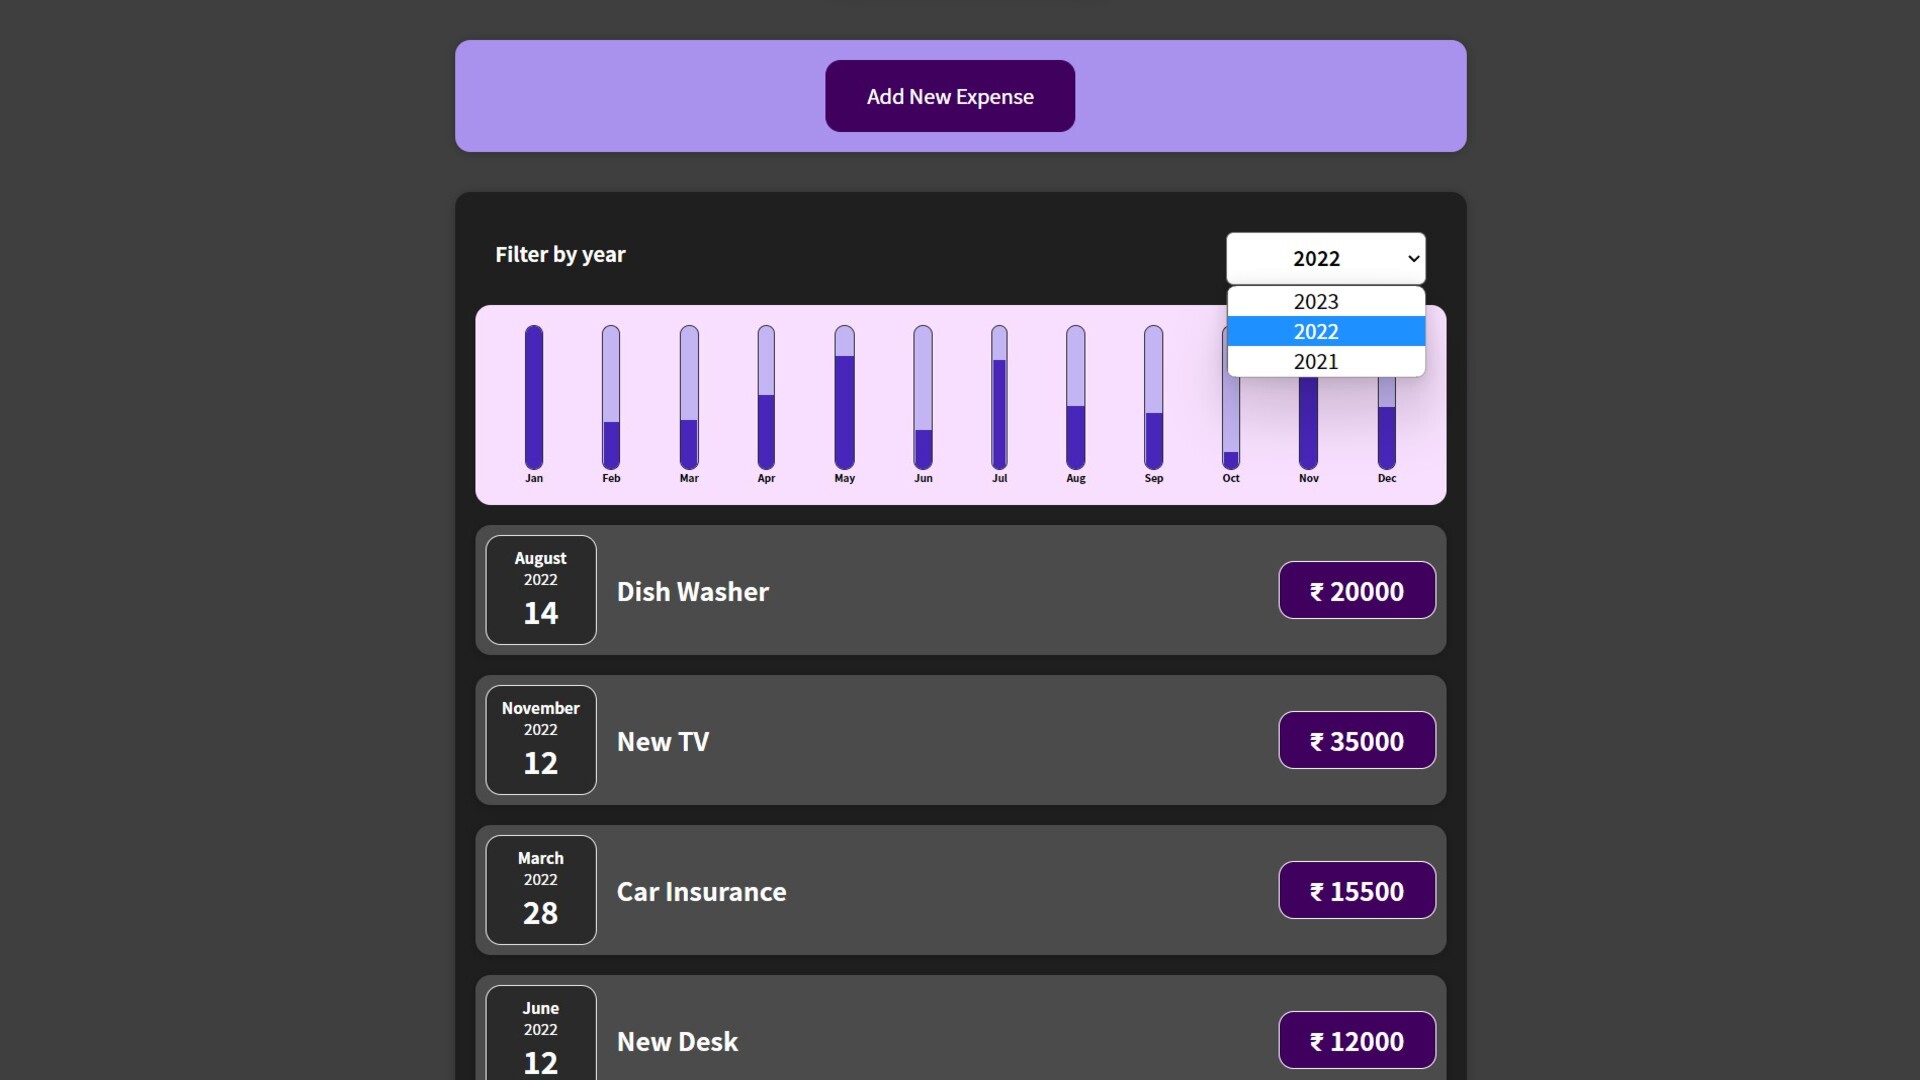 Add New Expense
Filter by year
2022
2023
2022
2021
Jan Feb Mar Apr May Jun Jul Aug Sep Oct Nov Dec
August
2022
14
Dish Washer
₹ 20000
November
2022
12
New TV
₹ 35000
March
2022
28
Car Insurance
₹ 15500
June
2022
12
New Desk
₹ 12000